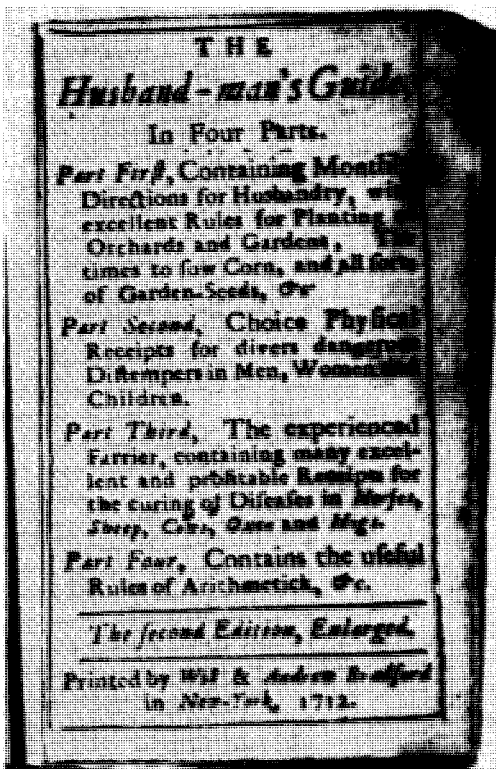 THE
Husband-man's Guide,
In Four Parts.
Part First, Containing Monthly
Directions for Husbandry, with
excellent Rules for Planting of
Orchards and Gardens, The
times to sow Corn, and all sorts
of Garden-Seeds, &c
Part Second, Choice Physical
Receipts for divers dangerous
Distempers in Men, Women and
Children.
Part Third, The experienced
Farrier, containing many excel-
lent and profitable Receipts for
the curing of Diseases in Horses,
Sheep, Cows, Oxen and Hogs.
Part Four, Contains the useful
Rules of Arithmetick, &c.
The second Edition, Enlarged.
Printed by Will & Andrew Bradford
in New-York, 1712.